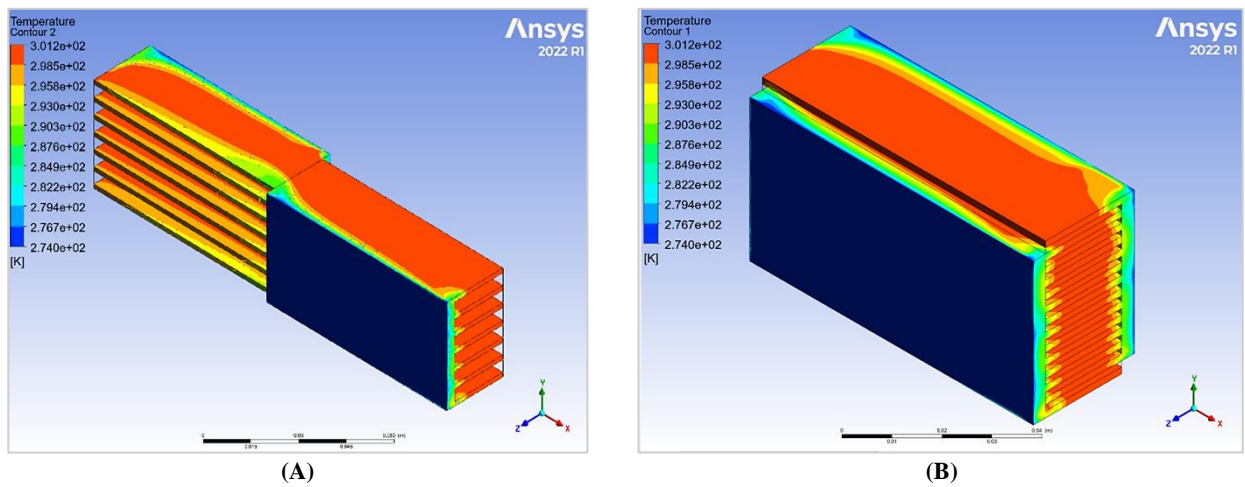 Temperature
Contour 2
3.012e+02
2.985e+02
2.958e+02
2.930e+02
2.903e+02
2.876e+02
2.849e+02
2.822e+02
2.794e+02
2.767e+02
2.740e+02
[K]
Ansys
2022 R1
Y
Z
X
0
(m)
(A)
Temperature
Contour 1
3.012e+02
2.985e+02
2.958e+02
2.930e+02
2.903e+02
2.876e+02
2.849e+02
2.822e+02
2.794e+02
2.767e+02
2.740e+02
[K]
Ansys
2022 R1
Y
Z
X
0
0.02
0.04 (m)
0.01
0.03
(B)